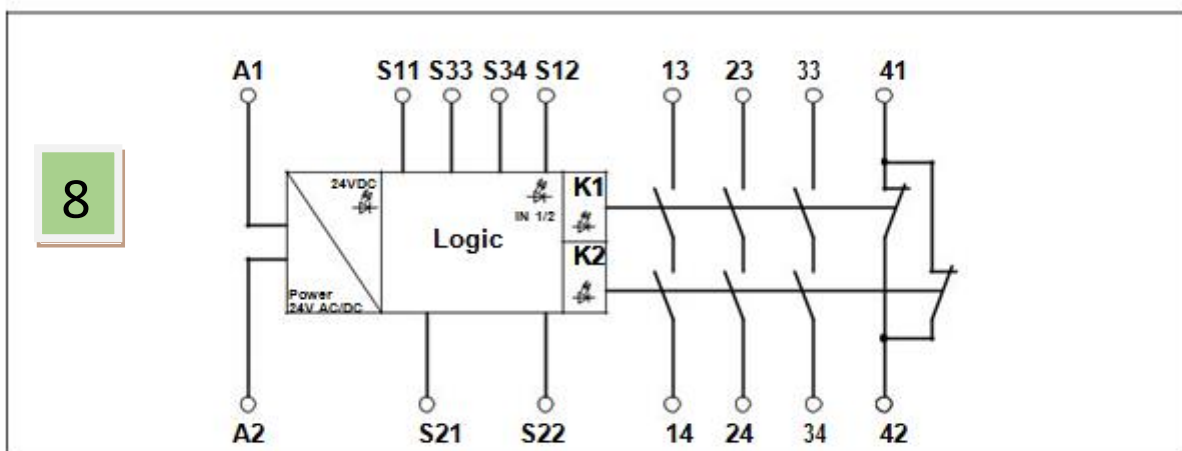 A1 S11 S33 S34 S12 13 23 33 41
8
24VDC
IN 1/2
K1
Logic
K2
Power
24V AC/DC
A2 S21 S22 14 24 34 42